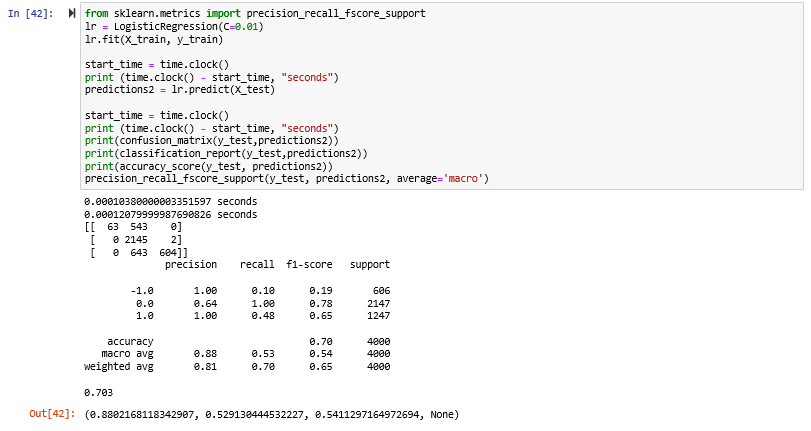 In [42]:
from sklearn.metrics import precision_recall_fscore_support
lr = LogisticRegression(C=0.01)
lr.fit(X_train, y_train)
start_time = time.clock()
print (time.clock() - start_time, "seconds")
predictions2 = lr.predict(X_test)
start_time = time.clock()
print (time.clock() - start_time, "seconds")
print(confusion_matrix(y_test,predictions2))
print(classification_report(y_test,predictions2))
print(accuracy_score(y_test, predictions2))
precision_recall_fscore_support(y_test, predictions2, average='macro')
0.00010380000003351597 seconds
0.00012079999987690826 seconds
[[  63  543    0]
 [   0 2145    2]
 [   0  643  604]]
              precision    recall  f1-score   support
        -1.0       1.00      0.10      0.19       606
         0.0       0.64      1.00      0.78      2147
         1.0       1.00      0.48      0.65      1247
    accuracy                           0.70      4000
   macro avg       0.88      0.53      0.54      4000
weighted avg       0.81      0.70      0.65      4000
0.703
Out[42]: (0.8802168118342907, 0.529130444532227, 0.5411297164972694, None)